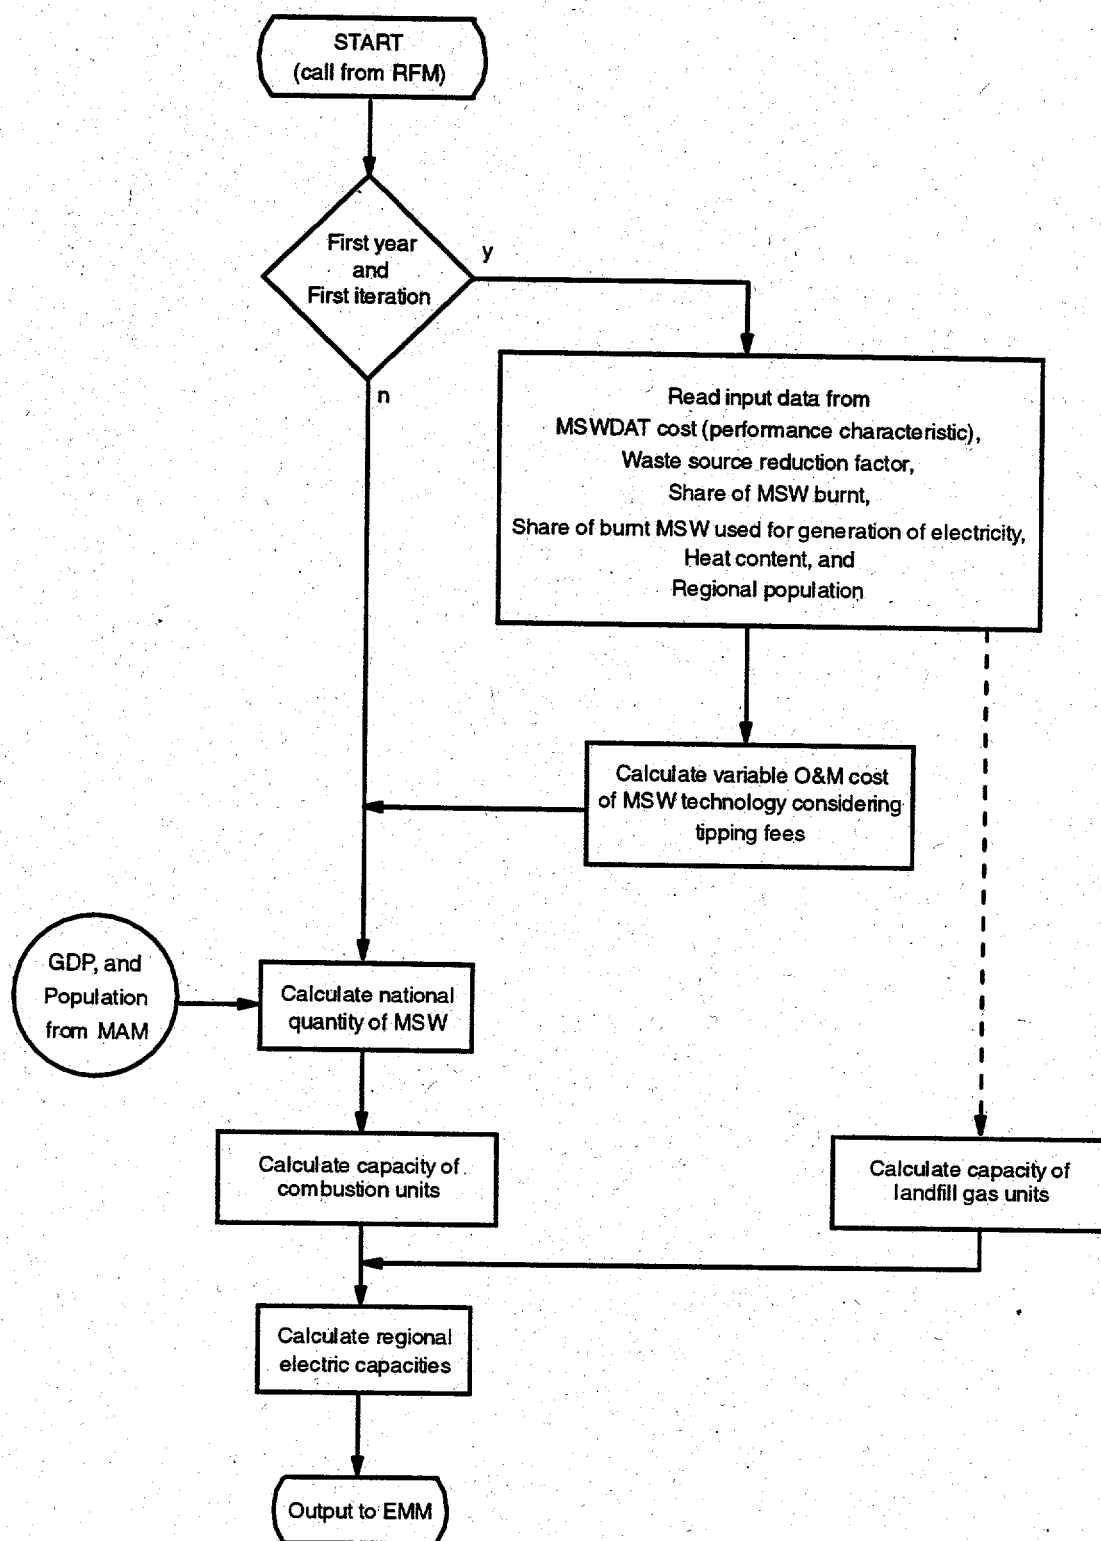 START
(call from RFM)
First year
and
First iteration
y
n
Read input data from
MSWDAT cost (performance characteristic),
Waste source reduction factor,
Share of MSW burnt,
Share of burnt MSW used for generation of electricity,
Heat content, and
Regional population
Calculate variable O&M cost
of MSW technology considering
tipping fees
GDP, and
Population
from MAM
Calculate national
quantity of MSW
Calculate capacity of
combustion units
Calculate capacity of
landfill gas units
Calculate regional
electric capacities
Output to EMM